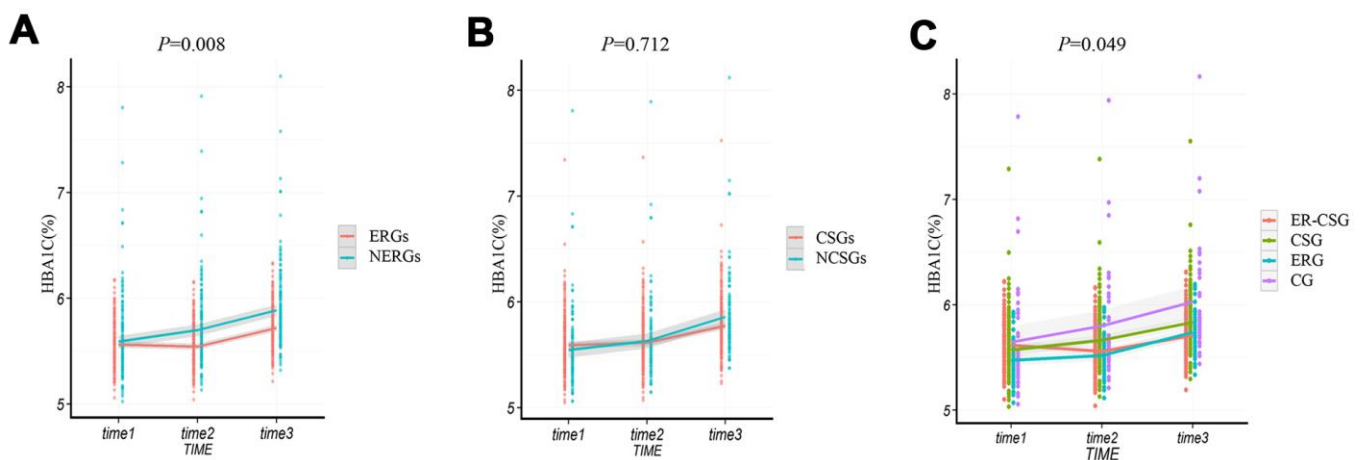 A
P=0.008
HBA1C(%)
8
7
6
5
time1 time2 time3
TIME
ERGs
NERGs
B
P=0.712
HBA1C(%)
8
7
6
5
time1 time2 time3
TIME
CSGs
NCSGs
C
P=0.049
HBA1C(%)
8
7
6
5
time1 time2 time3
TIME
ER-CSG
CSG
ERG
CG